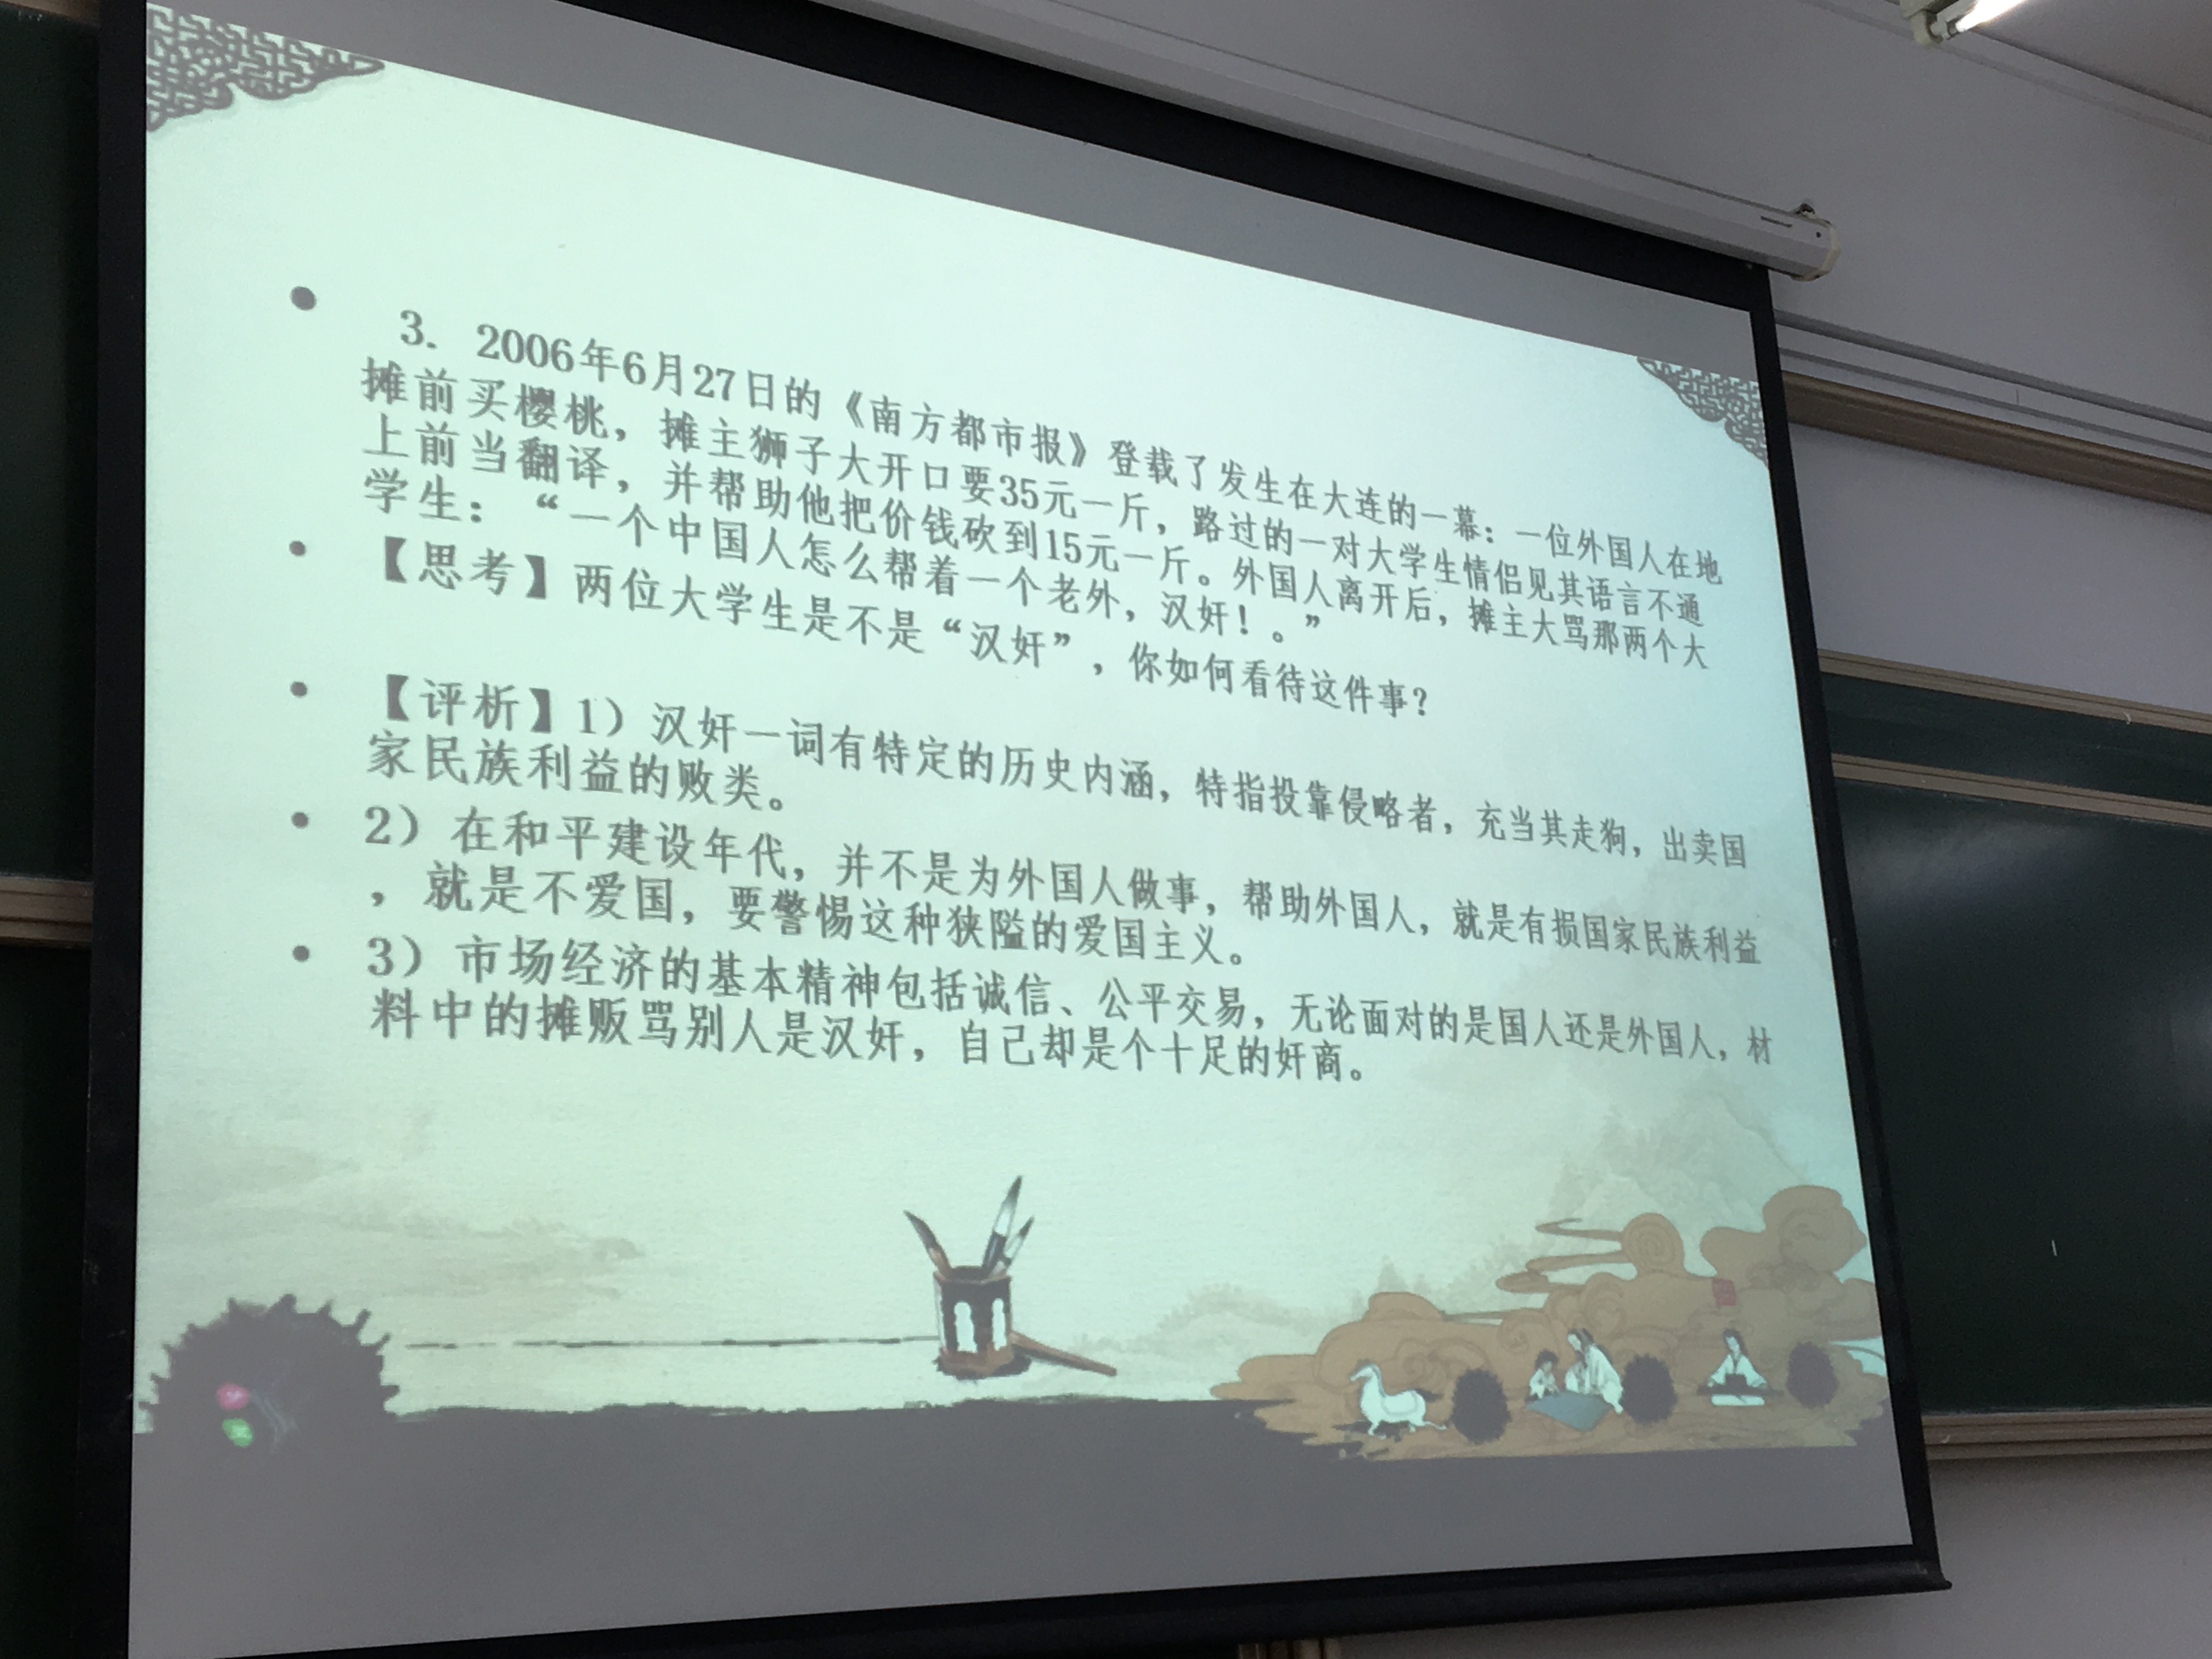 3. 2006年6月27日的《南方都市报》登载了发生在大连的一幕：一位外国人在地
摊前买樱桃，摊主狮子大开口要35元一斤，路过的一对大学生情侣见其语言不通
上前当翻译，并帮助他把价钱砍到15元一斤。外国人离开后，摊主大骂那两个大
学生：“一个中国人怎么帮着一个老外，汉奸！。”
【思考】两位大学生是不是“汉奸”，你如何看待这件事？
【评析】1）汉奸一词有特定的历史内涵，特指投靠侵略者，充当其走狗，出卖国
家民族利益的败类。
2）在和平建设年代，并不是为外国人做事，帮助外国人，就是有损国家民族利益
，就是不爱国，要警惕这种狭隘的爱国主义。
3）市场经济的基本精神包括诚信、公平交易，无论面对的是国人还是外国人，材
料中的摊贩骂别人是汉奸，自己却是个十足的奸商。